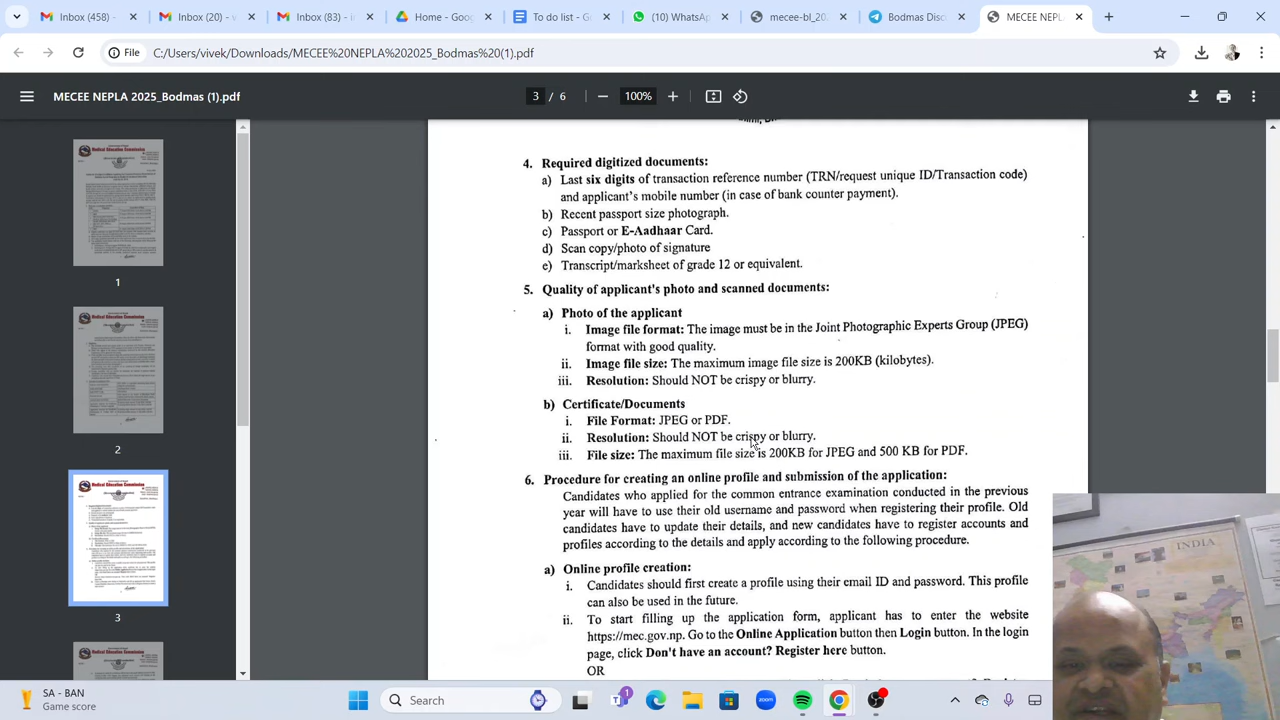 Inbox (458) -
Inbox (20) -
Inbox (83)
Home - Goog
To do list - G
(10) WhatsA
mecee-bl_20
Bodmas Disc
MECEE NEPL
File
C:/Users/vivek/Downloads/MECEE%20NEPLA%202025_Bodmas%20(1).pdf
MECEE NEPLA 2025_Bodmas (1).pdf
3 / 6
100%
4. Required digitized documents:
a) Last six digits of transaction reference number (TRN/request unique ID/Transaction code)
and applicant's mobile number (in case of bank counter payment).
b) Recent passport size photograph.
c) Passport or E-Aadhaar Card.
d) Scan copy/photo of signature
e) Transcript/marksheet of grade 12 or equivalent.
5. Quality of applicant's photo and scanned documents:
Photo of the applicant
i. Image file format: The image must be in the Joint Photographic Experts Group (JPEG)
format with good quality.
ii. Image file size: The maximum image file size is 200KB (kilobytes).
iii. Resolution: Should NOT be crispy or blurry.
Certificate/Documents
i. File Format: JPEG or PDF.
ii. Resolution: Should NOT be crispy or blurry.
iii. File size: The maximum file size is 200KB for JPEG and 500 KB for PDF.
6. Procedure for creating an online profile and submission of the application:
Candidates who applied for the common entrance examination conducted in the previous
year will have to use their old username and password when registering their profile. Old
candidates have to update their details, and new candidates have to register accounts and
profiles according to the details and apply according to the following procedure.
a) Online profile creation:
i. Candidates should first create a profile using their email ID and password. This profile
can also be used in the future.
ii. To start filling up the application form, applicant has to enter the website
https://mec.gov.np. Go to the Online Application button then Login button. In the login
page, click Don't have an account? Register here button.
OR
1
2
3
INDIA
SA - BAN
Game score
Search